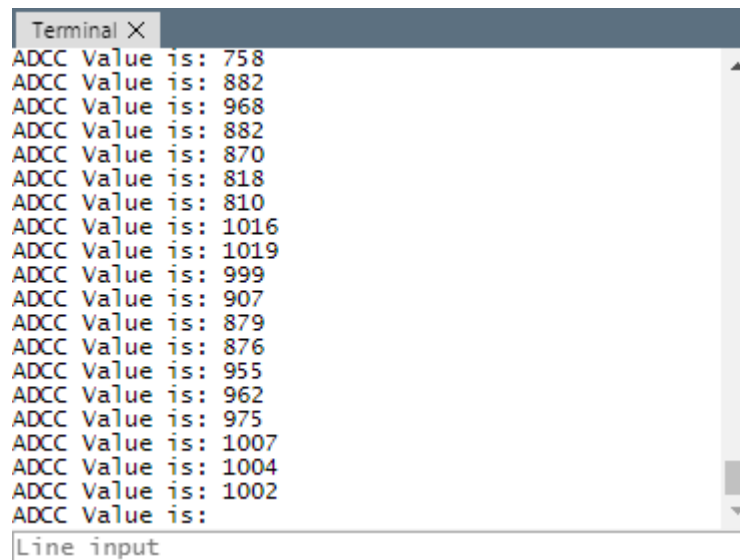 Terminal X
ADCC Value is: 758
ADCC Value is: 882
ADCC Value is: 968
ADCC Value is: 882
ADCC Value is: 870
ADCC Value is: 818
ADCC Value is: 810
ADCC Value is: 1016
ADCC Value is: 1019
ADCC Value is: 999
ADCC Value is: 907
ADCC Value is: 879
ADCC Value is: 876
ADCC Value is: 955
ADCC Value is: 962
ADCC Value is: 975
ADCC Value is: 1007
ADCC Value is: 1004
ADCC Value is: 1002
ADCC Value is:
Line input